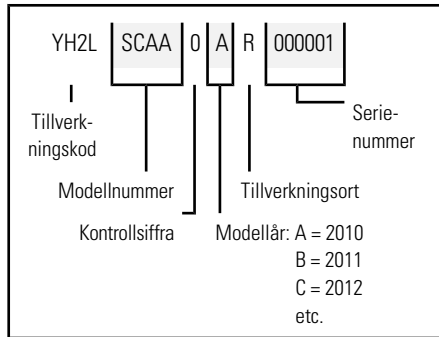 YH2L SCAA 0 A R 000001
Tillverk-
ningskod
Serie-
nummer
Modellnummer
Tillverkningsort
Kontrollsiffra
Modellår: A = 2010
B = 2011
C = 2012
etc.